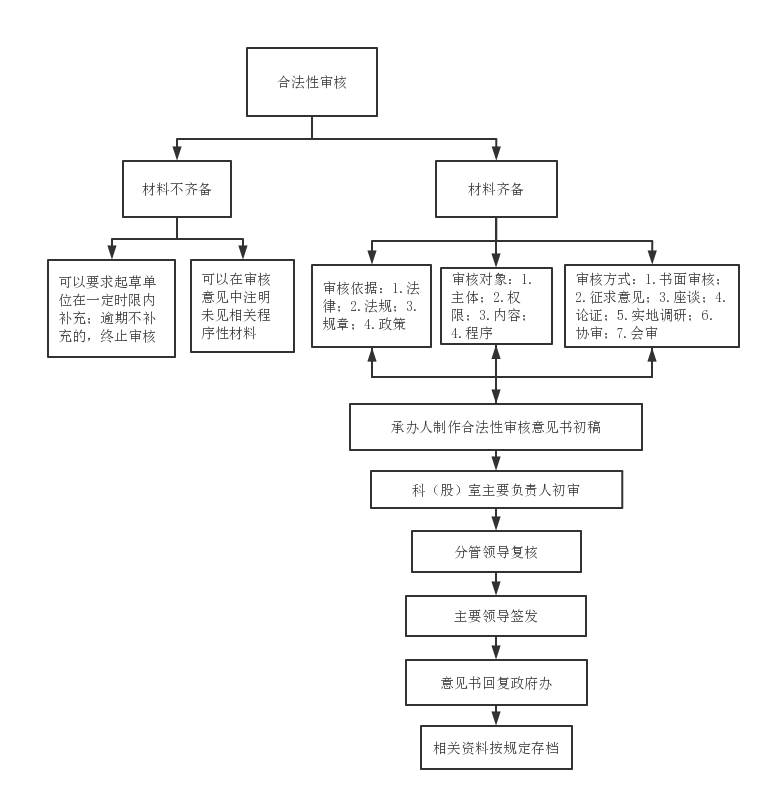 合法性审核
材料不齐备
材料齐备
可以要求起草单
位在一定时限内
补充；逾期不补
充的，终止审核
可以在审核
意见中注明
未见相关程
序性材料
审核依据：1.法
律；2.法规；3.
规章；4.政策
审核对象：1.
主体；2.权
限；3.内容；
4.程序
审核方式：1.书面审核；
2.征求意见；3.座谈；4.
论证；5.实地调研；6.
协审；7.会审
承办人制作合法性审核意见书初稿
科（股）室主要负责人初审
分管领导复核
主要领导签发
意见书回复政府办
相关资料按规定存档